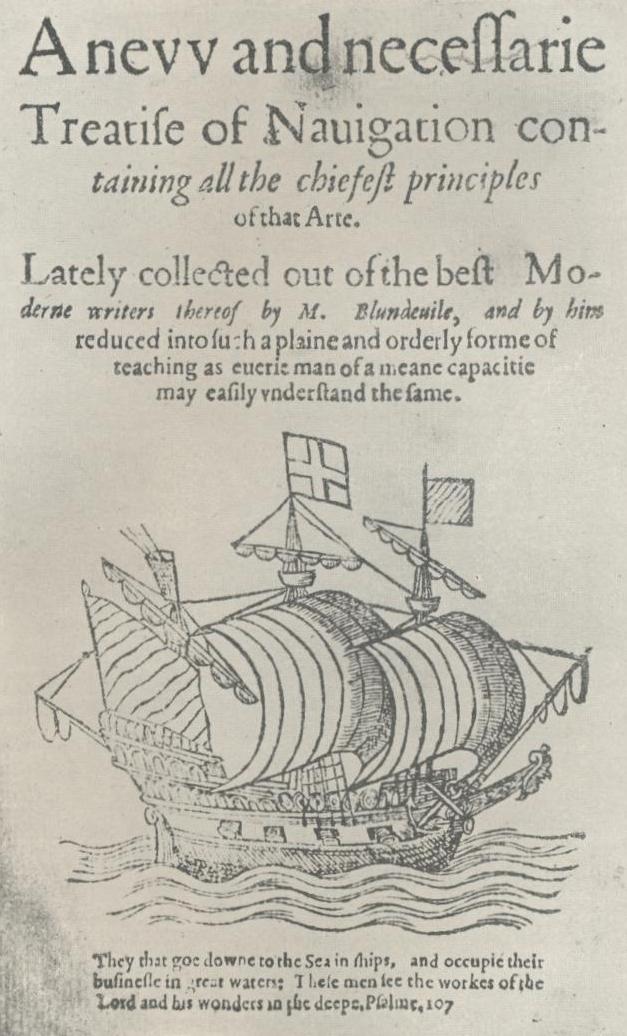 A nevv and neceſſarie
Treatiſe of Nauigation con-
taining all the chiefeſt principles
of that Arte.
Lately collected out of the beſt Mo-
derne writers thereof by M. Blundeuile, and by him
reduced into ſuch a plaine and orderly forme of
teaching as euerie man of a meane capacitie
may eaſily vnderſtand the ſame.
They that goe downe to the Sea in ſhips, and occupie their
buſineſſe in great waters: Theſe men ſee the workes of the
Lord and his wonders in the deepe, Pſalme, 107